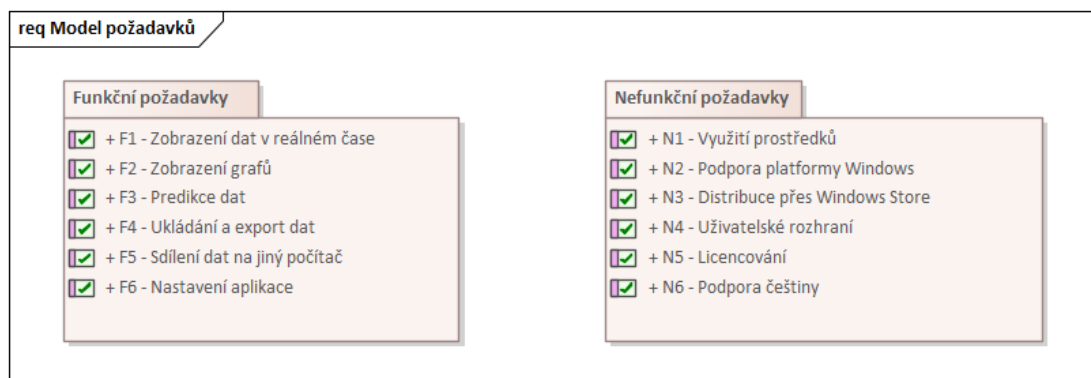 req Model požadavků
Funkční požadavky
+ F1 - Zobrazení dat v reálném čase
+ F2 - Zobrazení grafů
+ F3 - Predikce dat
+ F4 - Ukládání a export dat
+ F5 - Sdílení dat na jiný počítač
+ F6 - Nastavení aplikace
Nefunkční požadavky
+ N1 - Využití prostředků
+ N2 - Podpora platformy Windows
+ N3 - Distribuce přes Windows Store
+ N4 - Uživatelské rozhraní
+ N5 - Licencování
+ N6 - Podpora češtiny